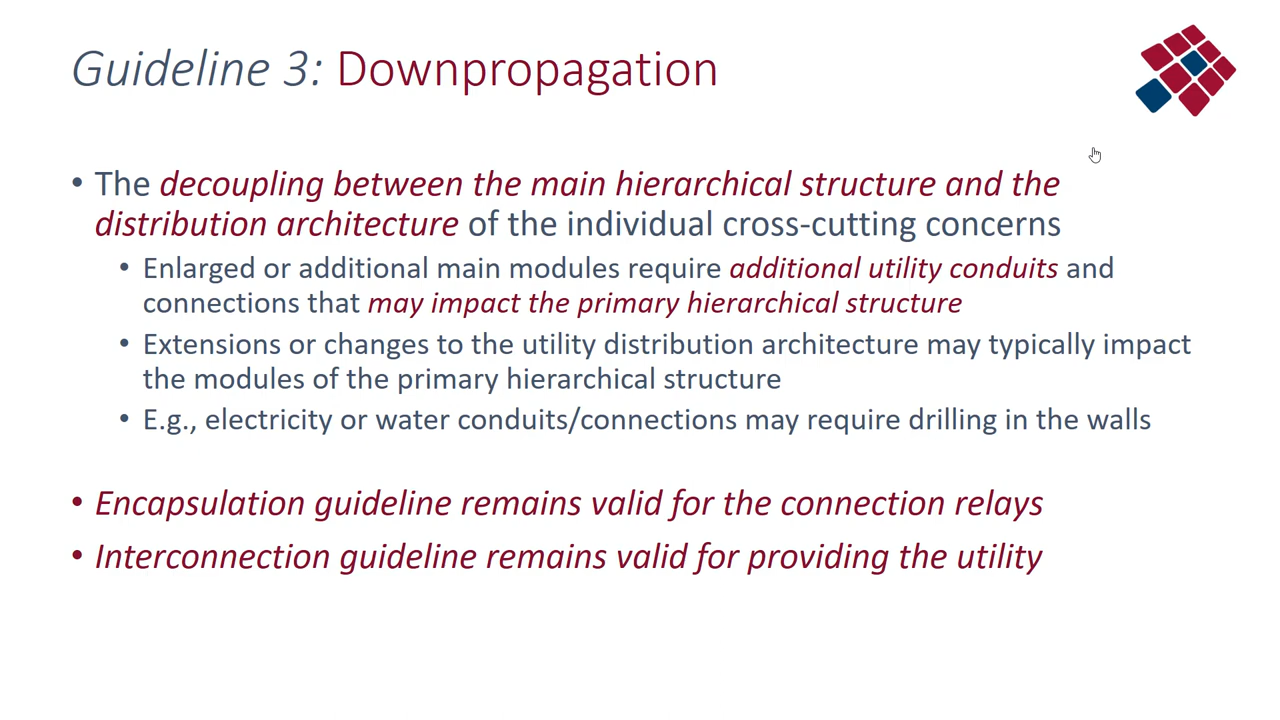 Guideline 3: Downpropagation
• The decoupling between the main hierarchical structure and the
distribution architecture of the individual cross-cutting concerns
• Enlarged or additional main modules require additional utility conduits and
connections that may impact the primary hierarchical structure
• Extensions or changes to the utility distribution architecture may typically impact
the modules of the primary hierarchical structure
• E.g., electricity or water conduits/connections may require drilling in the walls
• Encapsulation guideline remains valid for the connection relays
• Interconnection guideline remains valid for providing the utility